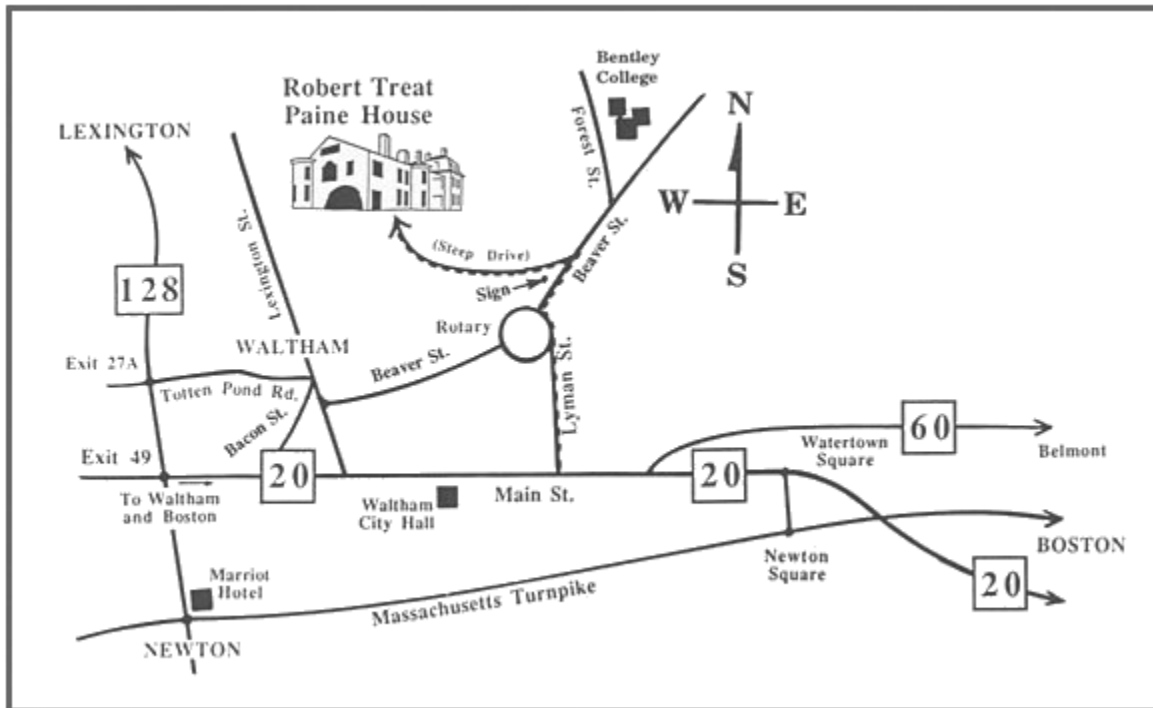 Bentley
College
Robert Treat
Paine House
LEXINGTON
Forest St.
N
W
E
S
Lexington St.
(Steep Drive)
Beaver St.
128
Sign
Rotary
WALTHAM
Exit 27A
Beaver St.
Totten Pond Rd.
Lyman St.
Bacon St.
60
Watertown
Square
Belmont
Exit 49
20
20
Main St.
To Waltham
and Boston
Waltham
City Hall
BOSTON
Newton
Square
Marriot
Hotel
20
Massachusetts Turnpike
NEWTON